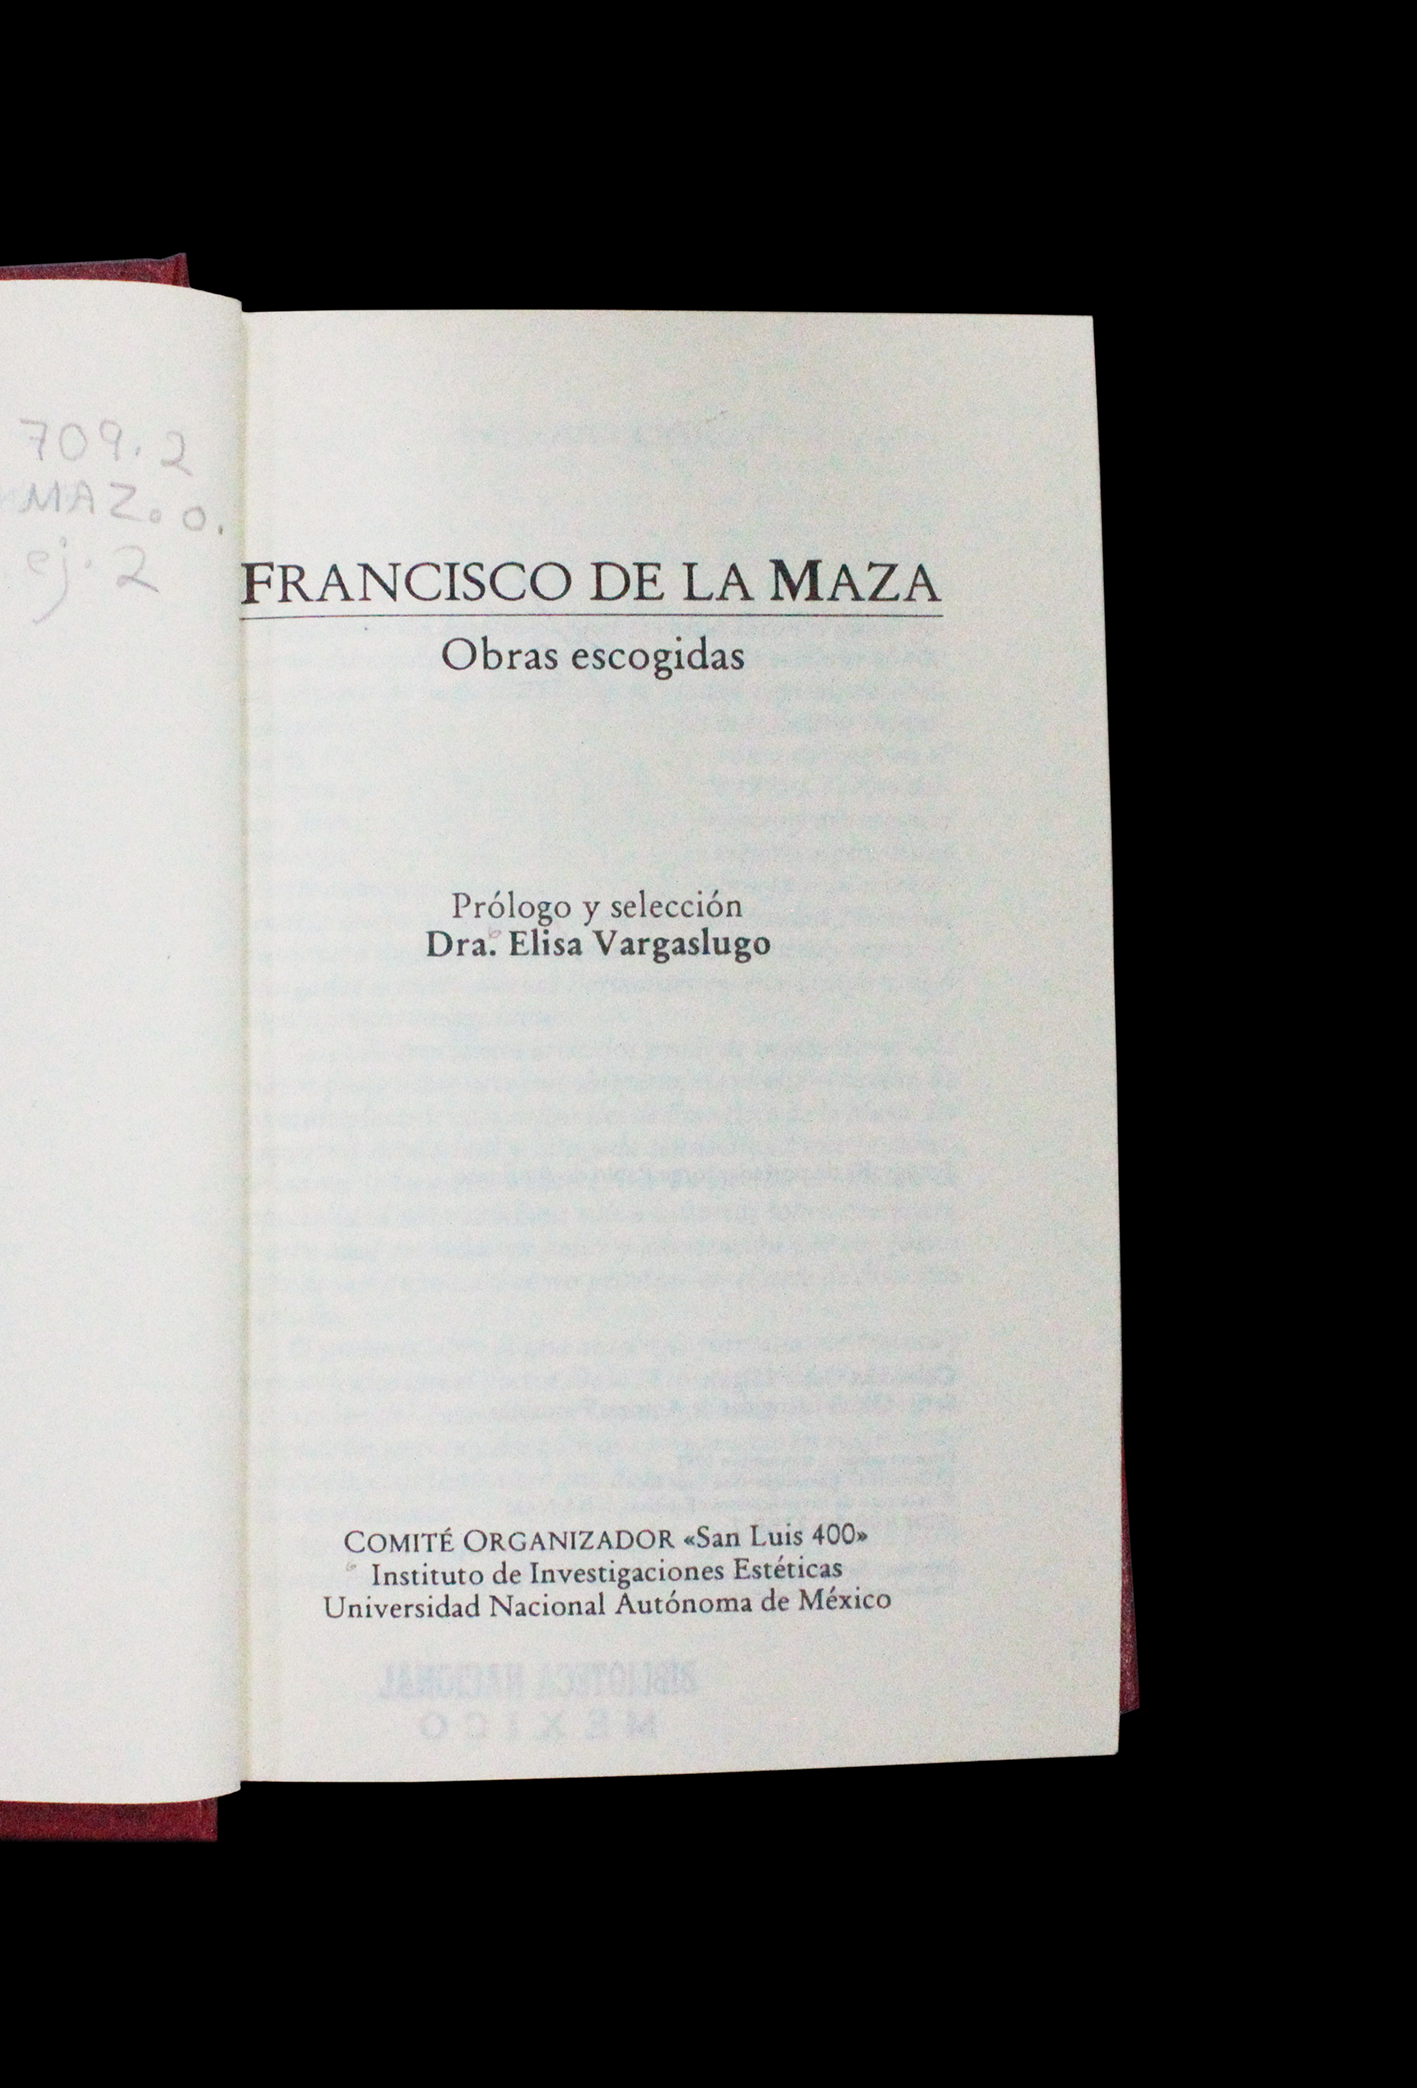 709.2
MAZ.o.
ej.2
FRANCISCO DE LA MAZA
Obras escogidas
Prólogo y selección
Dra. Elisa Vargaslugo
COMITÉ ORGANIZADOR «San Luis 400»
Instituto de Investigaciones Estéticas
Universidad Nacional Autónoma de México
BIBLIOTECA NACIONAL
MEXICO